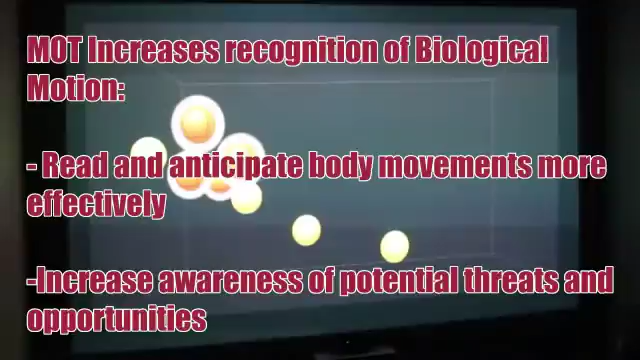 MOT Increases recognition of Biological
Motion:
- Read and anticipate body movements more
effectively
-Increase awareness of potential threats and
opportunities